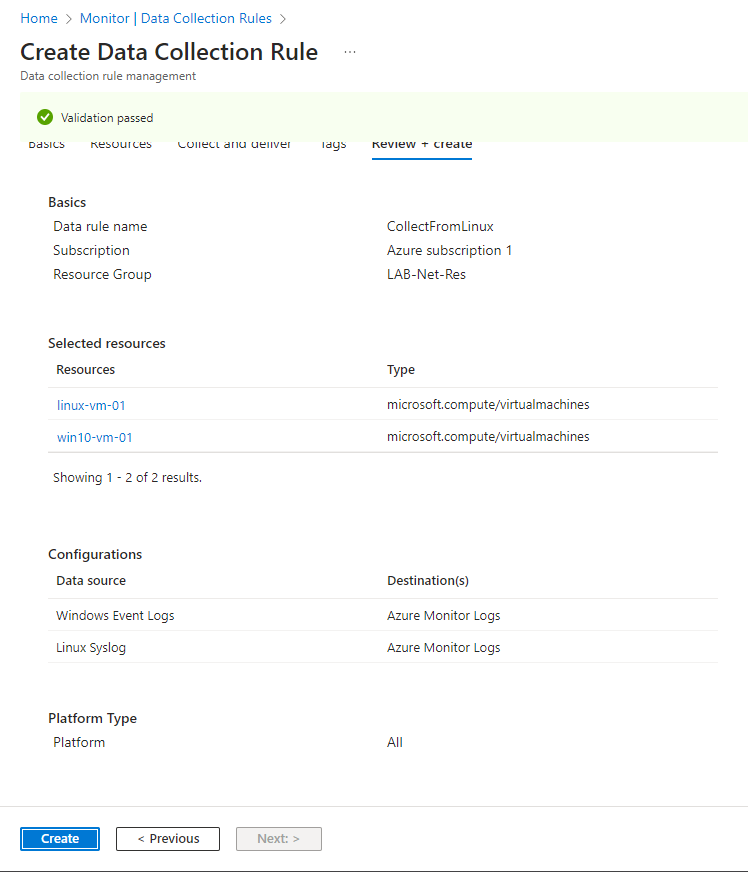 Home > Monitor | Data Collection Rules >
Create Data Collection Rule ...
Data collection rule management
Validation passed
Basics Resources Collect and deliver Tags Review + create
Basics
Data rule name CollectFromLinux
Subscription Azure subscription 1
Resource Group LAB-Net-Res
Selected resources
Resources Type
linux-vm-01 microsoft.compute/virtualmachines
win10-vm-01 microsoft.compute/virtualmachines
Showing 1 - 2 of 2 results.
Configurations
Data source Destination(s)
Windows Event Logs Azure Monitor Logs
Linux Syslog Azure Monitor Logs
Platform Type
Platform All
Create < Previous Next: >